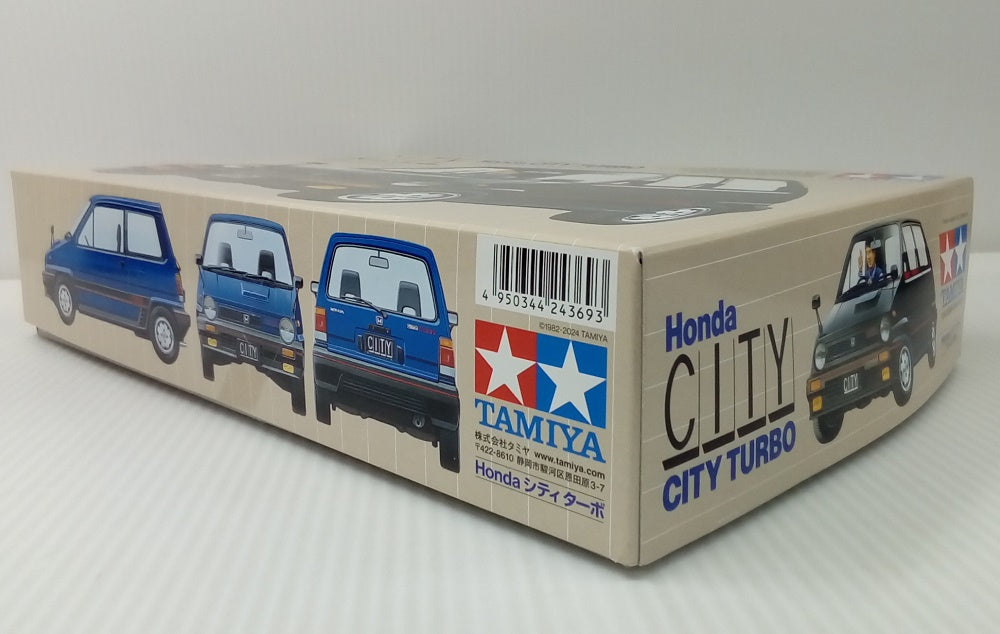 4 950344 243693
©1982-2024 TAMIYA
TAMIYA
株式会社タミヤ www.tamiya.com
〒422-8610 静岡市駿河区恩田原3-7
Honda シティターボ
Honda
CITY
CITY TURBO
CITY
CITY
CITY